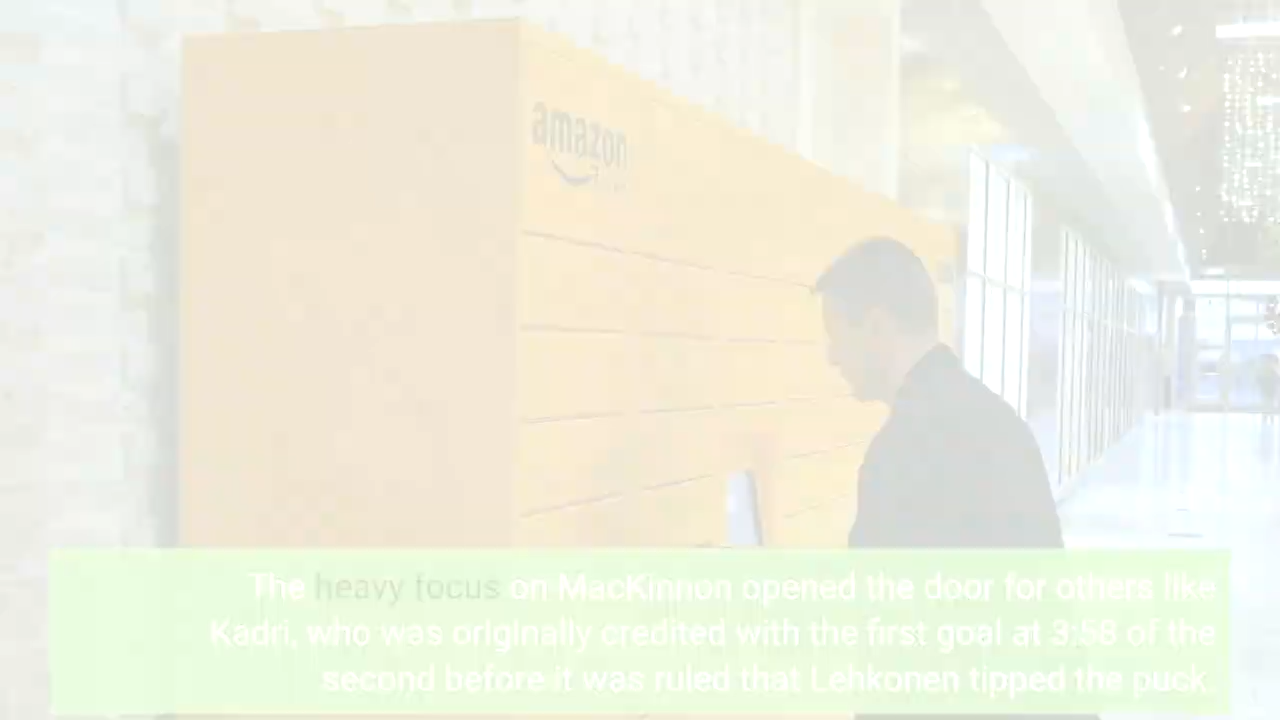 amazon
The heavy focus on MacKinnon opened the door for others like
Kadri, who was originally credited with the first goal at 3:58 of the
second before it was ruled that Lehkonen tipped the puck.